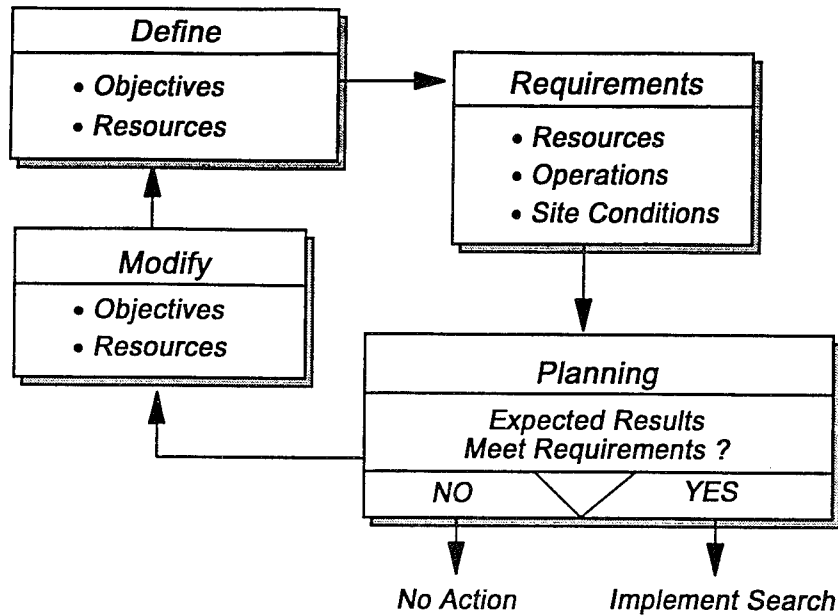 Define
• Objectives
• Resources
Requirements
• Resources
• Operations
• Site Conditions
Modify
• Objectives
• Resources
Planning
Expected Results
Meet Requirements ?
NO
YES
No Action
Implement Search